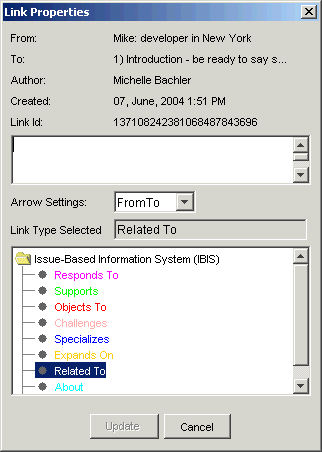 Link Properties
From: Mike: developer in New York
To: 1) Introduction - be ready to say s...
Author: Michelle Bachler
Created: 07, June, 2004 1:51 PM
Link Id: 137108242381068487843696
Arrow Settings: FromTo
Link Type Selected Related To
Issue-Based Information System (IBIS)
Responds To
Supports
Objects To
Challenges
Specializes
Expands On
Related To
About
Update Cancel